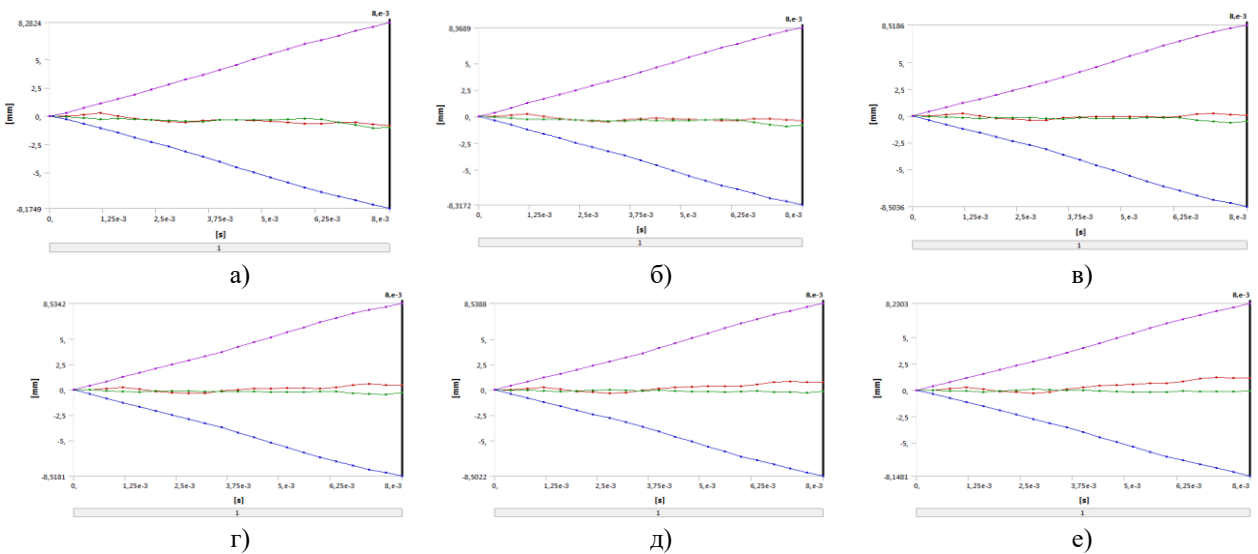 8,e-3
8,2824
5,
2,5
0,
-2,5
-5,
-8,1749
[mm]
0, 1,25e-3 2,5e-3 3,75e-3 5,e-3 6,25e-3 8,e-3
[s]
1
а)
8,e-3
8,3689
5,
2,5
0,
-2,5
-5,
-8,3172
[mm]
0, 1,25e-3 2,5e-3 3,75e-3 5,e-3 6,25e-3 8,e-3
[s]
1
б)
8,e-3
8,5186
5,
2,5
0,
-2,5
-5,
-8,5036
[mm]
0, 1,25e-3 2,5e-3 3,75e-3 5,e-3 6,25e-3 8,e-3
[s]
1
в)
8,e-3
8,5342
5,
2,5
0,
-2,5
-5,
-8,5181
[mm]
0, 1,25e-3 2,5e-3 3,75e-3 5,e-3 6,25e-3 8,e-3
[s]
1
г)
8,e-3
8,5388
5,
2,5
0,
-2,5
-5,
-8,5022
[mm]
0, 1,25e-3 2,5e-3 3,75e-3 5,e-3 6,25e-3 8,e-3
[s]
1
д)
8,e-3
8,2303
5,
2,5
0,
-2,5
-5,
-8,1481
[mm]
0, 1,25e-3 2,5e-3 3,75e-3 5,e-3 6,25e-3 8,e-3
[s]
1
е)